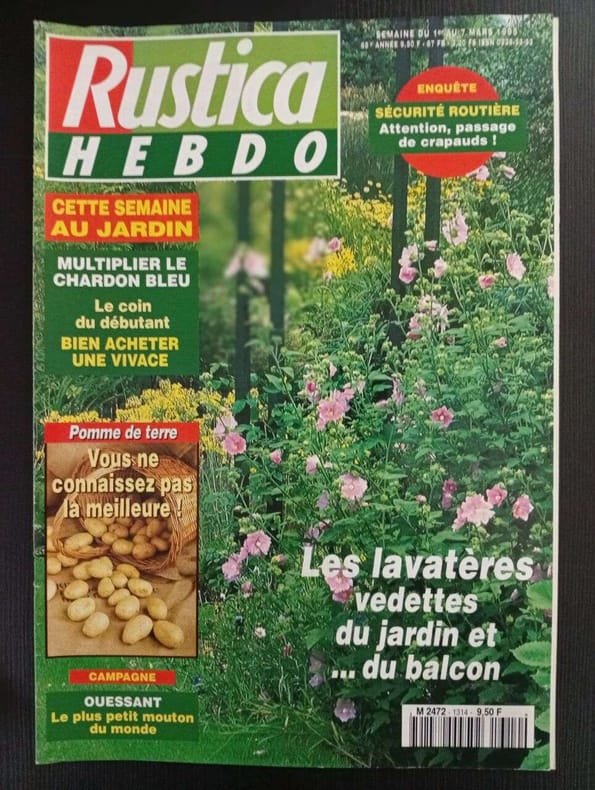 Rustica
HEBDO
SEMAINE DU 1er AU 7 MARS 1995
9,50 F
ENQUÊTE
SÉCURITÉ ROUTIÈRE
Attention, passage
de crapauds !
CETTE SEMAINE
AU JARDIN
MULTIPLIER LE
CHARDON BLEU
Le coin
du débutant
BIEN ACHETER
UNE VIVACE
Pomme de terre
Vous ne
connaissez pas
la meilleure !
Les lavatères
vedettes
du jardin et
... du balcon
CAMPAGNE
OUESSANT
Le plus petit mouton
du monde
M 2472 - 1314 - 9,50 F